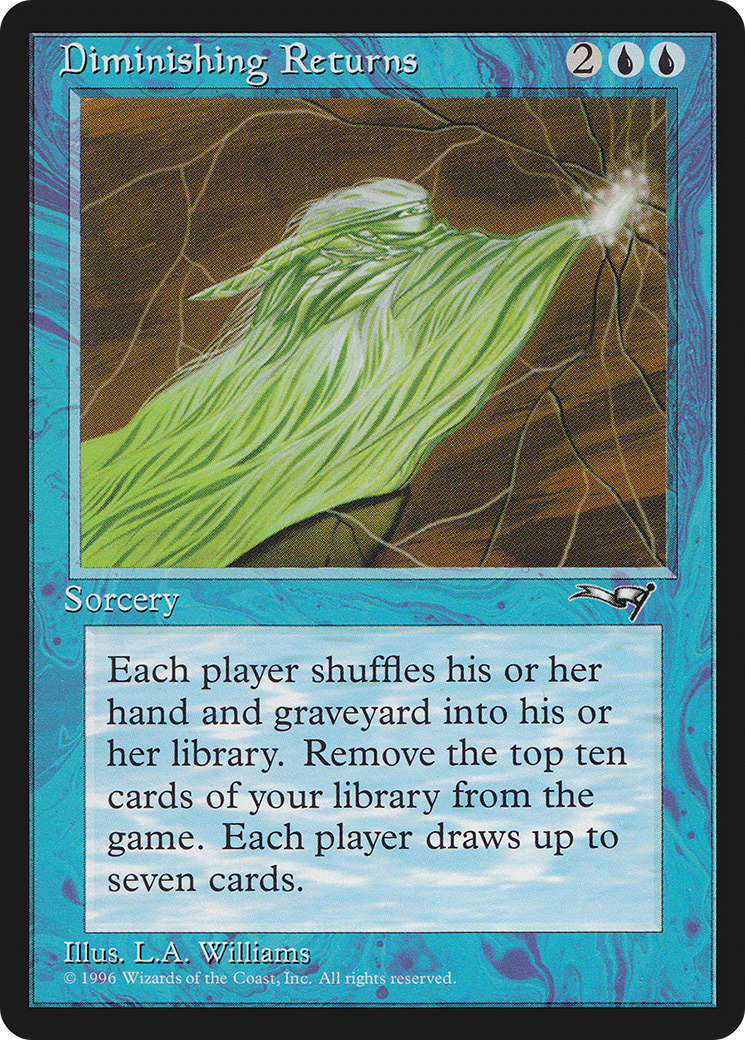 Diminishing Returns 2
Sorcery
Each player shuffles his or her
hand and graveyard into his or
her library. Remove the top ten
cards of your library from the
game. Each player draws up to
seven cards.
Illus. L.A. Williams
© 1996 Wizards of the Coast, Inc. All rights reserved.